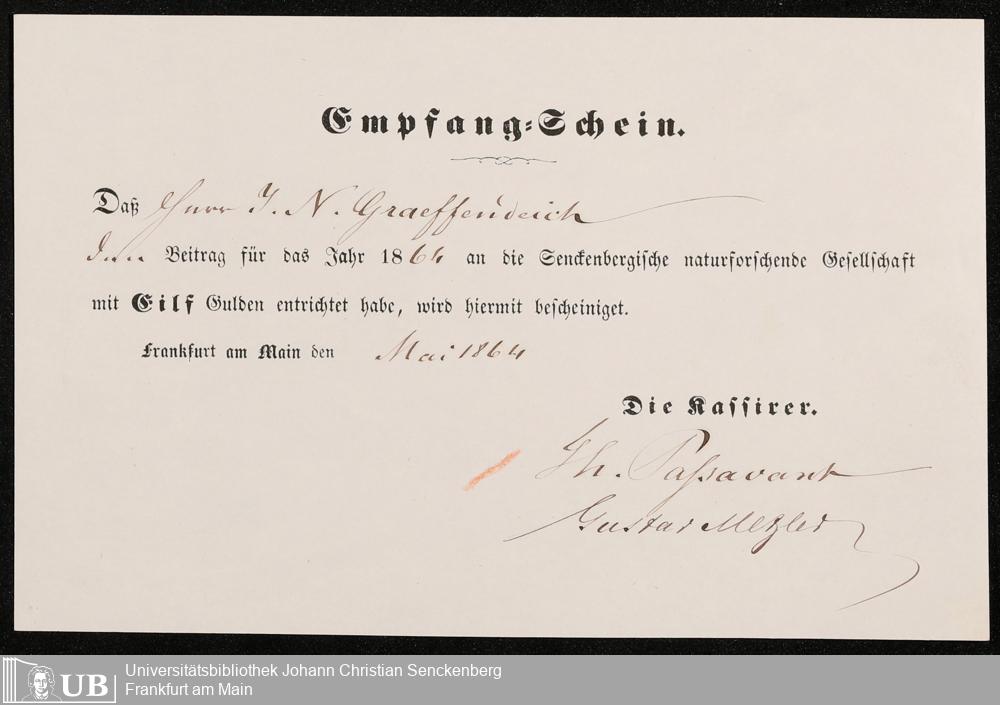 Empfang-Schein.
Daß Herr J. N. Graeffendeich
den Beitrag für das Jahr 1864 an die Senckenbergische naturforschende Gesellschaft
mit Eilf Gulden entrichtet habe, wird hiermit bescheiniget.
Frankfurt am Main den Mai 1864
Die Kassirer.
Th. Passavant
Gustav Metzler
UB
Universitätsbibliothek Johann Christian Senckenberg
Frankfurt am Main